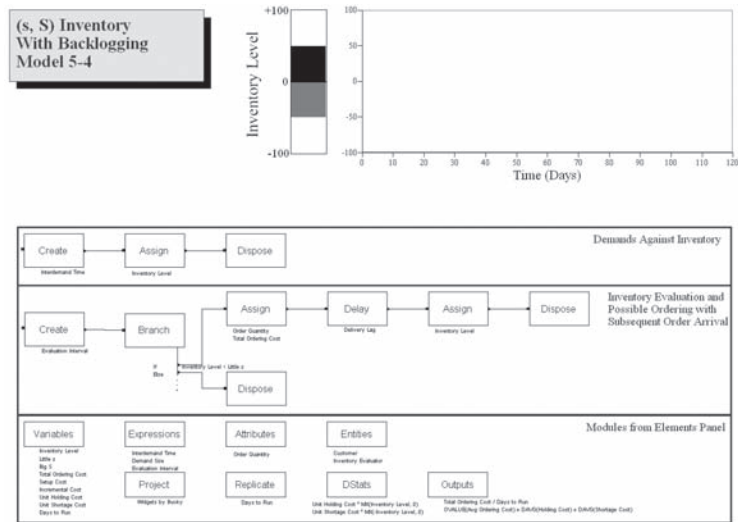 (s, S) Inventory
With Backlogging
Model 5-4
+100
0
-100
Inventory Level
100
50
0
-50
-100
0 10 20 30 40 50 60 70 80 90 100 110 120
Time (Days)
Demands Against Inventory
Create
Interdemand Time
Assign
Inventory Level
Dispose
Inventory Evaluation and
Possible Ordering with
Subsequent Order Arrival
Create
Evaluation Interval
Branch
If Inventory Level < Little s
Else
Assign
Order Quantity
Total Ordering Cost
Delay
Delivery Lag
Assign
Inventory Level
Dispose
Dispose
Modules from Elements Panel
Variables
Inventory Level
Little s
Big S
Total Ordering Cost
Setup Cost
Incremental Cost
Unit Holding Cost
Unit Shortage Cost
Days to Run
Expressions
Interdemand Time
Demand Size
Evaluation Interval
Attributes
Order Quantity
Entities
Customer
Inventory Evaluator
Project
Widgets by Bucky
Replicate
Days to Run
DStats
Unit Holding Cost * MX(Inventory Level, 0)
Unit Shortage Cost * MX(-Inventory Level, 0)
Outputs
Total Ordering Cost / Days to Run
OVALUE(Avg Ordering Cost) + DAVG(Holding Cost) + DAVG(Shortage Cost)